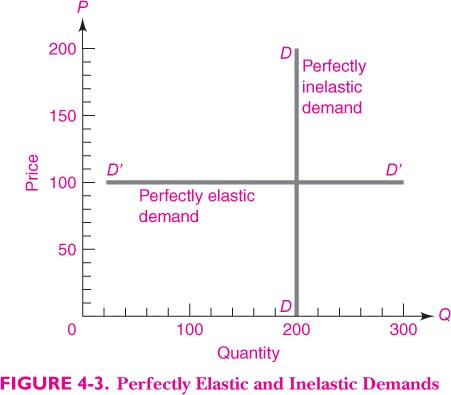 P
200
D
Perfectly
inelastic
demand
150
Price
D′
D′
100
Perfectly elastic
demand
50
D
0
100
200
300
Q
Quantity
FIGURE 4-3. Perfectly Elastic and Inelastic Demands